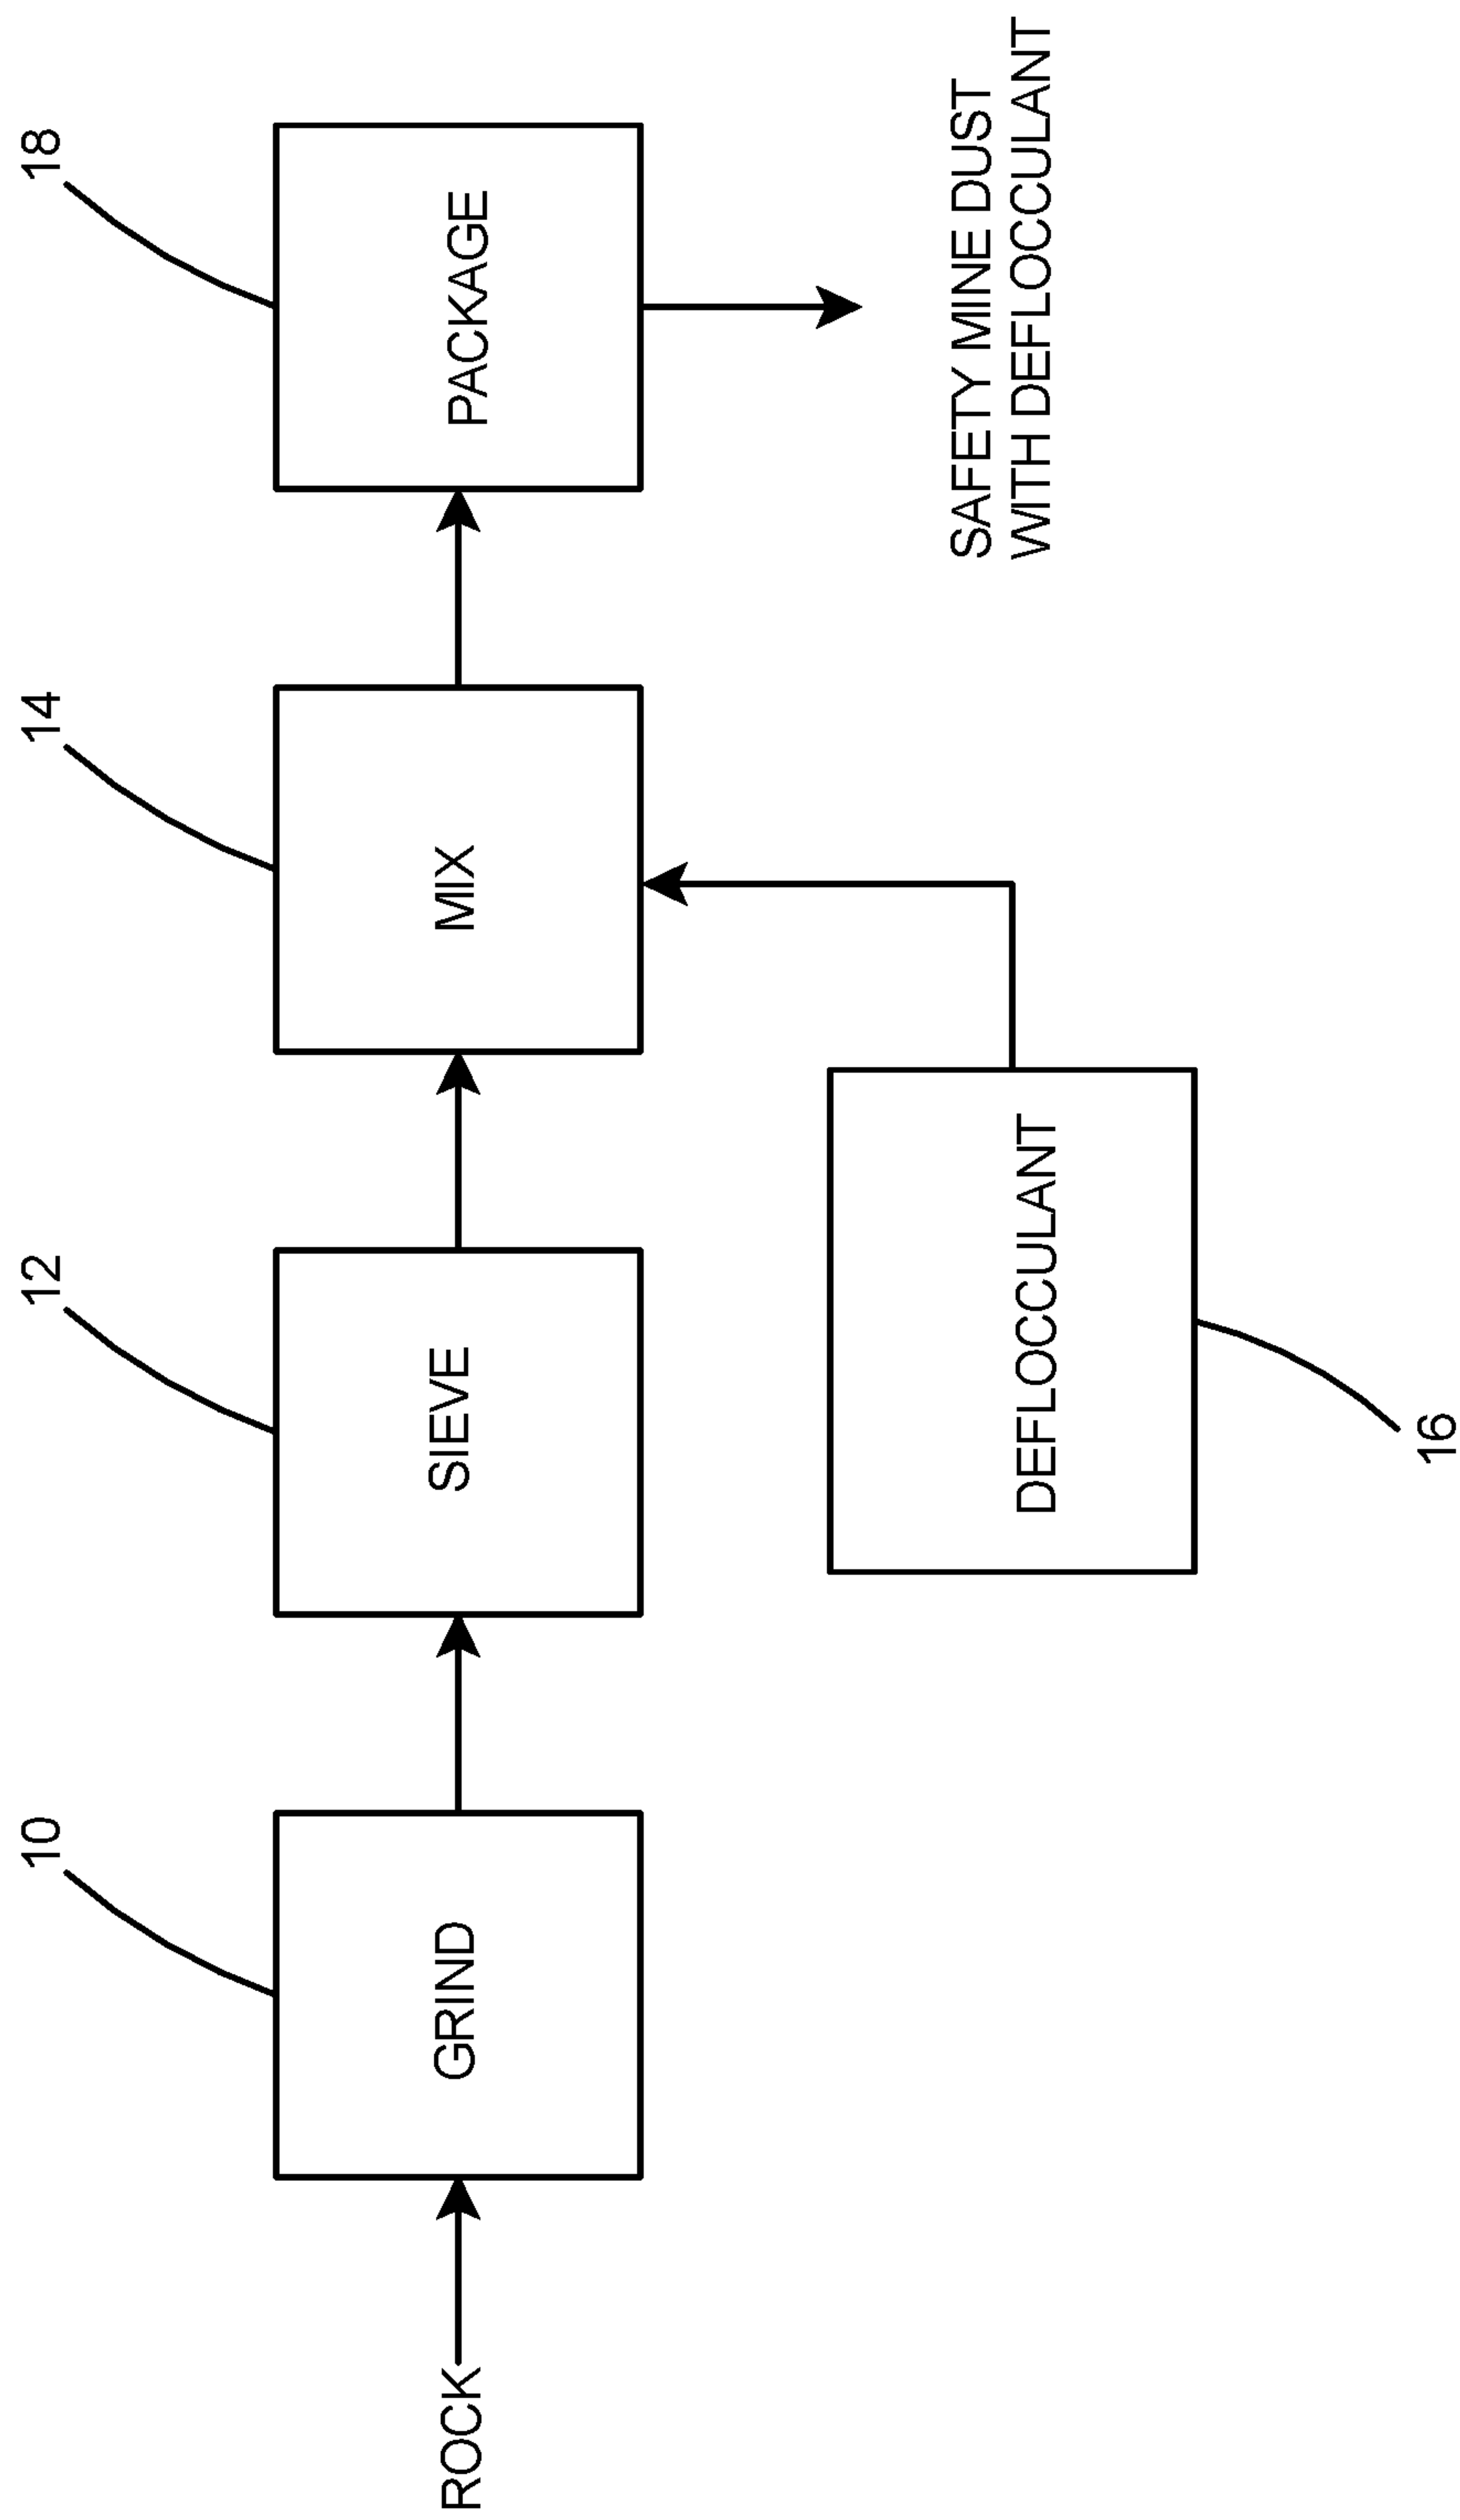 10
12
14
18
ROCK
GRIND
SIEVE
MIX
PACKAGE
DEFLOCCULANT
SAFETY MINE DUST
WITH DEFLOCCULANT
16